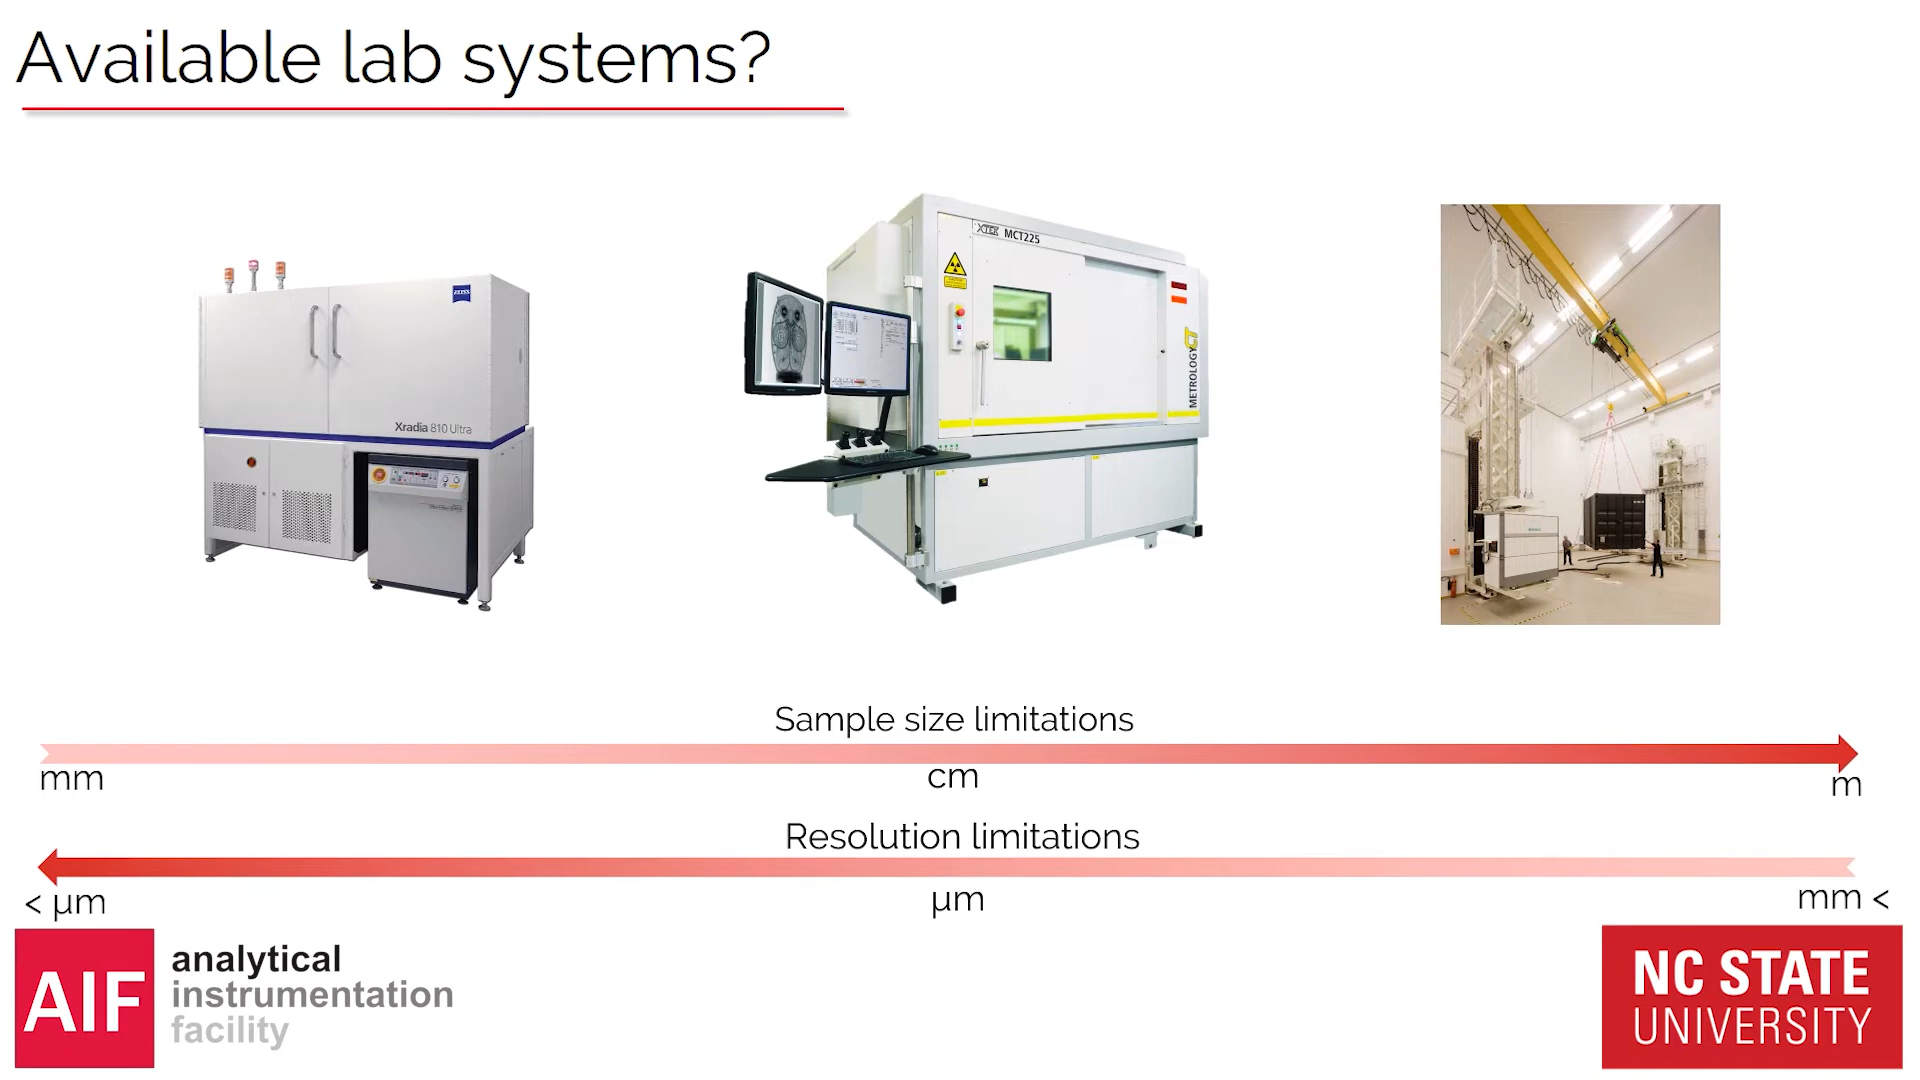 Available lab systems?
ZEISS
Xradia 810 Ultra
XTEK MCT225
METROLOGY CT
Sample size limitations
mm
cm
m
Resolution limitations
< µm
µm
mm <
AIF
analytical
instrumentation
facility
NC STATE
UNIVERSITY